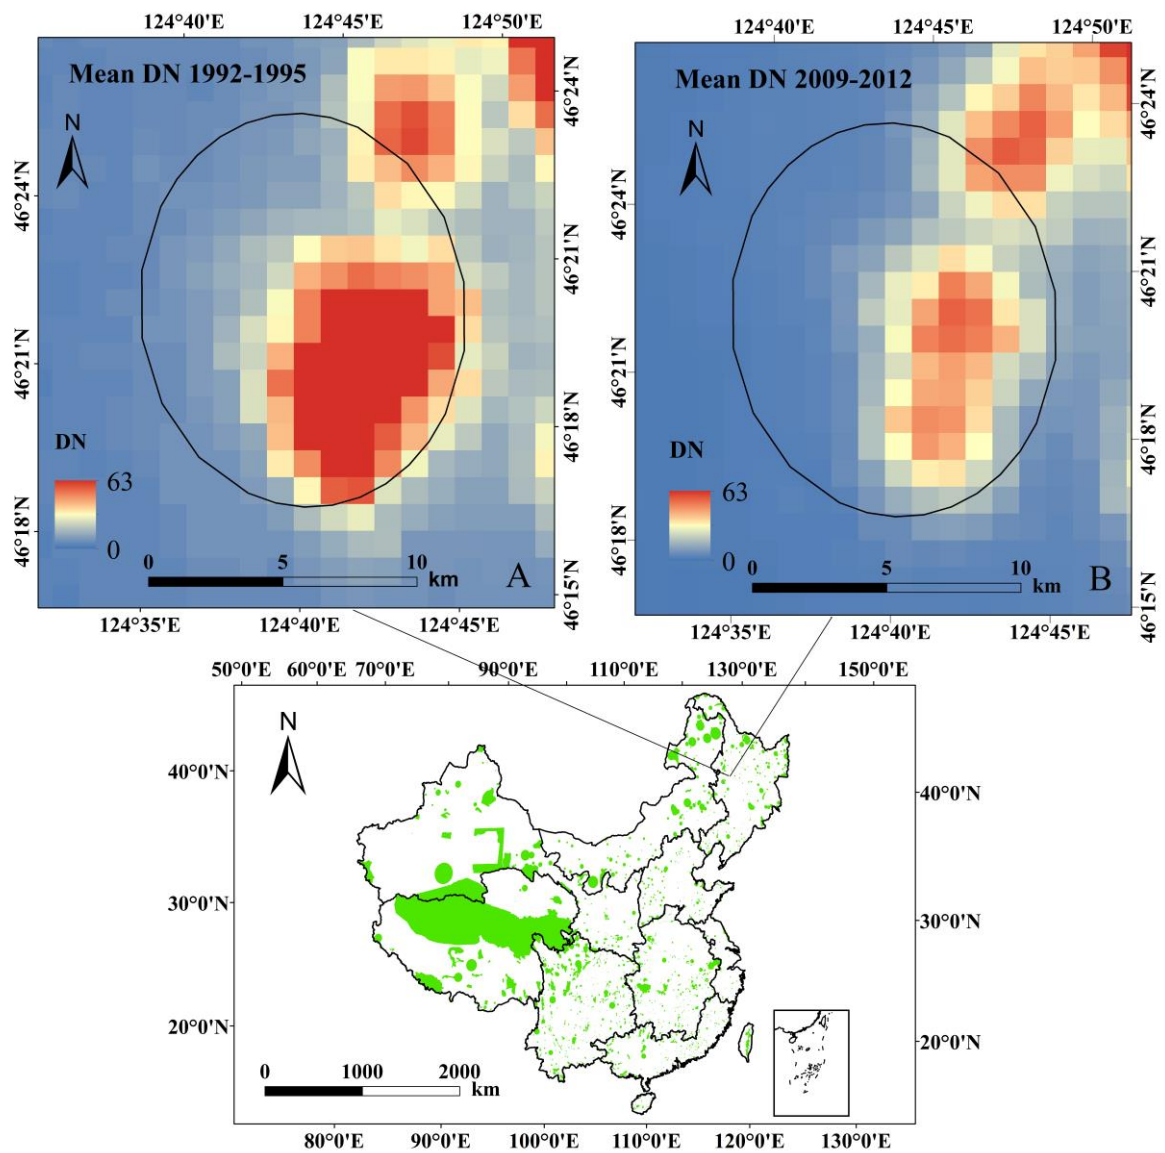 124°40'E 124°45'E 124°50'E
Mean DN 1992-1995
N
46°24'N
46°21'N
46°18'N
46°24'N
46°21'N
46°18'N
46°15'N
DN
63
0
0 5 10
km
A
124°35'E 124°40'E 124°45'E
124°40'E 124°45'E 124°50'E
Mean DN 2009-2012
N
46°24'N
46°21'N
46°18'N
46°24'N
46°21'N
46°18'N
46°15'N
DN
63
0
0 5 10
km
B
124°35'E 124°40'E 124°45'E
50°0'E 60°0'E 70°0'E 90°0'E 110°0'E 130°0'E 150°0'E
N
40°0'N
30°0'N
20°0'N
40°0'N
30°0'N
20°0'N
0 1000 2000
km
80°0'E 90°0'E 100°0'E 110°0'E 120°0'E 130°0'E